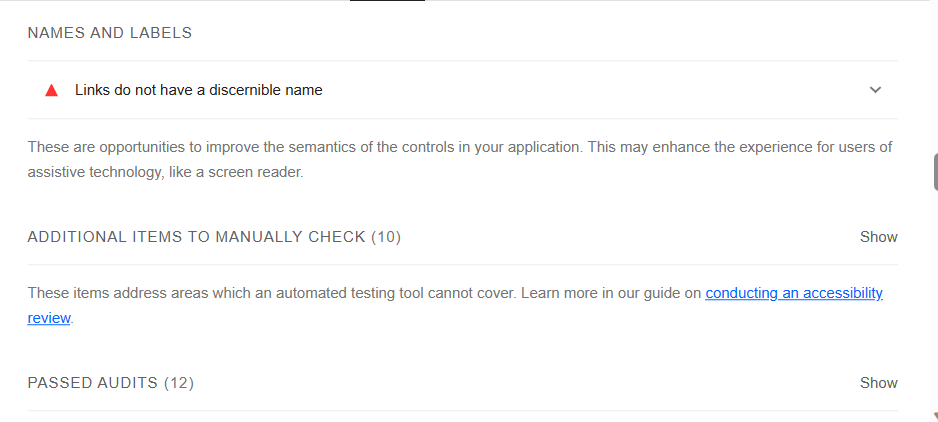 NAMES AND LABELS
Links do not have a discernible name
These are opportunities to improve the semantics of the controls in your application. This may enhance the experience for users of
assistive technology, like a screen reader.
ADDITIONAL ITEMS TO MANUALLY CHECK (10) Show
These items address areas which an automated testing tool cannot cover. Learn more in our guide on conducting an accessibility
review.
PASSED AUDITS (12) Show